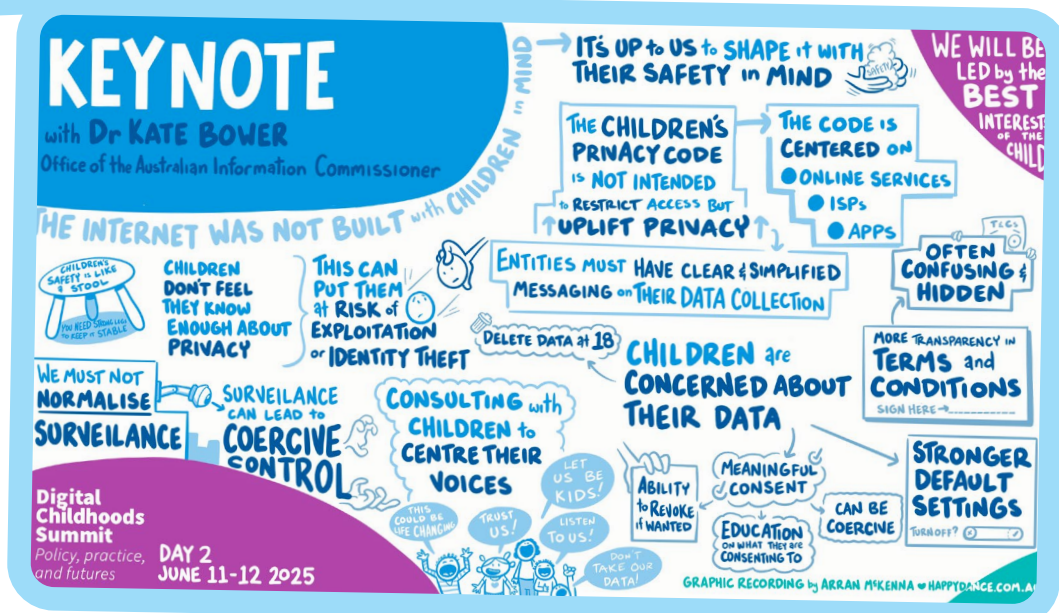 KEYNOTE
with Dr KATE BOWER
Office of the Australian Information Commissioner
THE INTERNET WAS NOT BUILT with CHILDREN in MIND
IT'S UP to US to SHAPE it WITH
THEIR SAFETY in MIND
SAFETY
WE WILL BE
LED by the
BEST
INTEREST
OF THE
CHILD
THE CHILDREN'S
PRIVACY CODE
is NOT INTENDED
to RESTRICT ACCESS BUT
UPLIFT PRIVACY
THE CODE IS
CENTERED ON
ONLINE SERVICES
ISPs
APPS
CHILDREN'S
SAFETY is LIKE
a STOOL
YOU NEED STRONG LEGS
TO KEEP it STABLE
CHILDREN
DON'T FEEL
THEY KNOW
ENOUGH ABOUT
PRIVACY
THIS CAN
PUT THEM
at RISK of
EXPLOITATION
or IDENTITY THEFT
ENTITIES MUST HAVE CLEAR & SIMPLIFIED
MESSAGING on THEIR DATA COLLECTION
T&Cs
OFTEN
CONFUSING &
HIDDEN
DELETE DATA at 18
CHILDREN are
CONCERNED ABOUT
THEIR DATA
MORE TRANSPARENCY IN
TERMS and
CONDITIONS
SIGN HERE
WE MUST NOT
NORMALISE
SURVEILANCE
SURVEILANCE
CAN LEAD to
COERCIVE
CONTROL
CONSULTING with
CHILDREN to
CENTRE THEIR
VOICES
THIS
COULD BE
LIFE CHANGING
TRUST
US!
LET
US BE
KIDS!
LISTEN
TO US!
DON'T
TAKE OUR
DATA!
ABILITY
to REVOKE
if WANTED
MEANINGFUL
CONSENT
EDUCATION
ON WHAT THEY are
CONSENTING TO
CAN BE
COERCIVE
STRONGER
DEFAULT
SETTINGS
TURN OFF?
Digital
Childhoods
Summit
Policy, practice,
and futures
DAY 2
JUNE 11-12 2025
GRAPHIC RECORDING by ARRAN McKENNA HAPPYDANCE.COM.AU